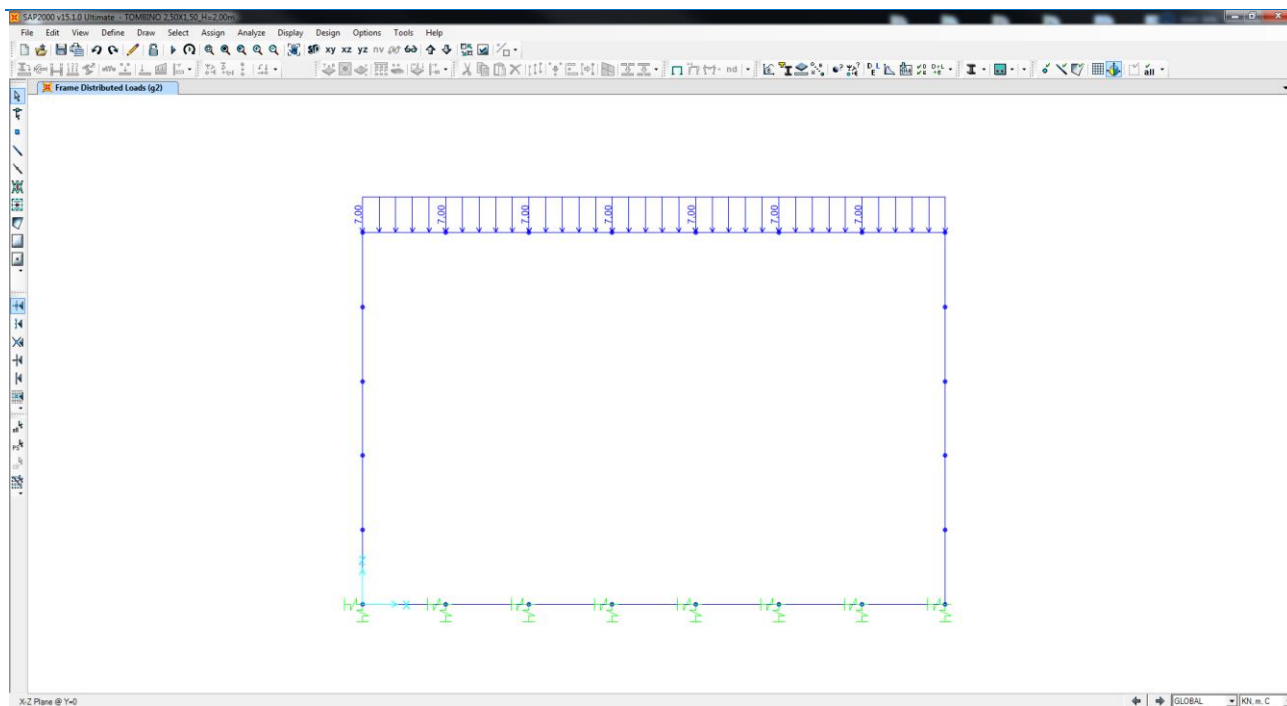 SAP2000 v15.1.0 Ultimate - TOMBINO 2,50X1,50_H=2,00m
File Edit View Define Draw Select Assign Analyze Display Design Options Tools Help
xy xz yz nv
nd
all
Frame Distributed Loads (g2)
7.00 7.00 7.00 7.00 7.00 7.00 7.00
X
X-Z Plane @ Y=0
GLOBAL
KN, m, C